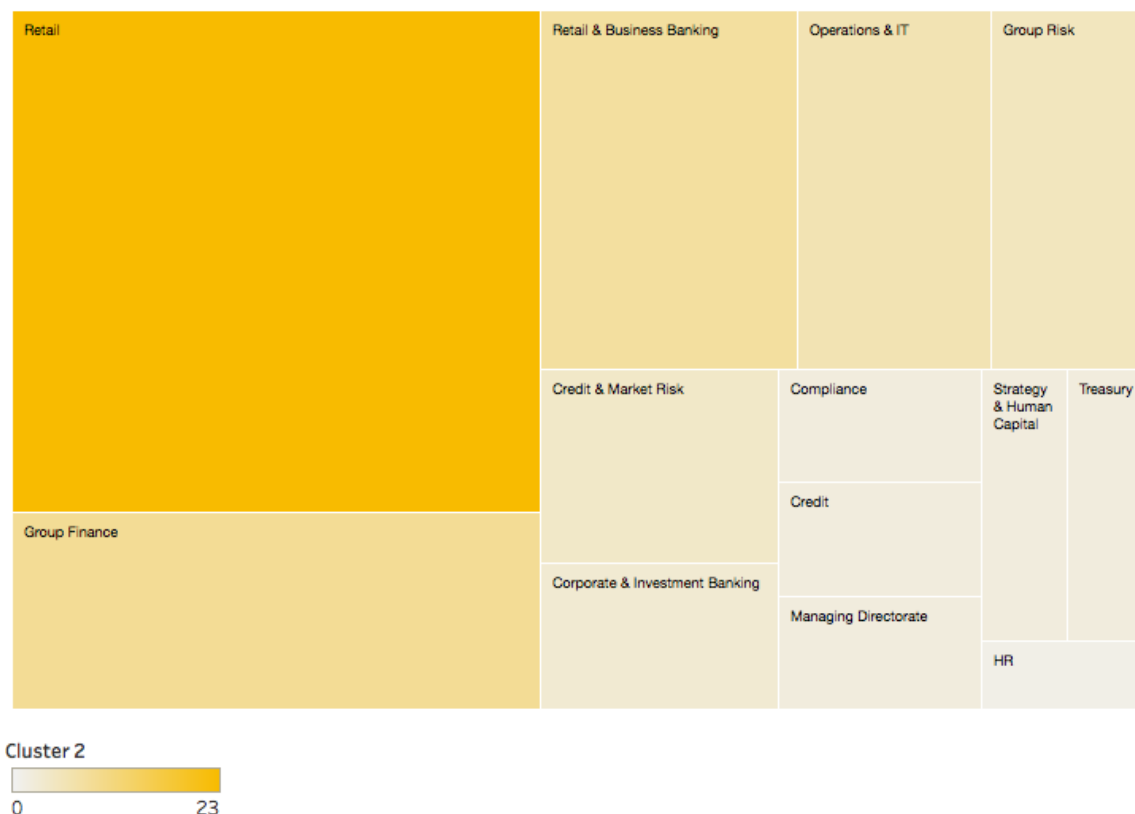 Retail
Retail & Business Banking
Operations & IT
Group Risk
Credit & Market Risk
Compliance
Strategy
& Human
Capital
Treasury
Credit
Group Finance
Corporate & Investment Banking
Managing Directorate
HR
Cluster 2
0
23